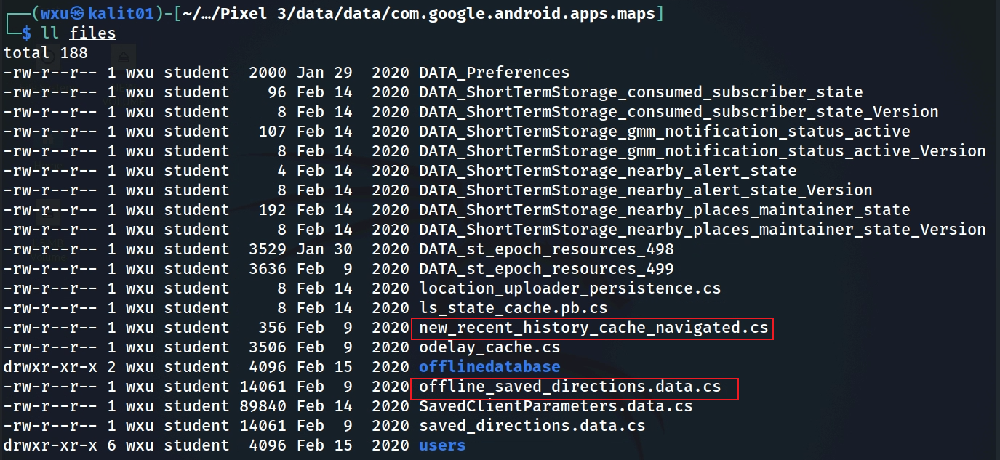 ┌──(wxu㉿kalit01)-[~/…/Pixel 3/data/data/com.google.android.apps.maps]
└─$ ll files
total 188
-rw-r--r-- 1 wxu student  2000 Jan 29  2020 DATA_Preferences
-rw-r--r-- 1 wxu student    96 Feb 14  2020 DATA_ShortTermStorage_consumed_subscriber_state
-rw-r--r-- 1 wxu student     8 Feb 14  2020 DATA_ShortTermStorage_consumed_subscriber_state_Version
-rw-r--r-- 1 wxu student   107 Feb 14  2020 DATA_ShortTermStorage_gmm_notification_status_active
-rw-r--r-- 1 wxu student     8 Feb 14  2020 DATA_ShortTermStorage_gmm_notification_status_active_Version
-rw-r--r-- 1 wxu student     4 Feb 14  2020 DATA_ShortTermStorage_nearby_alert_state
-rw-r--r-- 1 wxu student     8 Feb 14  2020 DATA_ShortTermStorage_nearby_alert_state_Version
-rw-r--r-- 1 wxu student   192 Feb 14  2020 DATA_ShortTermStorage_nearby_places_maintainer_state
-rw-r--r-- 1 wxu student     8 Feb 14  2020 DATA_ShortTermStorage_nearby_places_maintainer_state_Version
-rw-r--r-- 1 wxu student  3529 Jan 30  2020 DATA_st_epoch_resources_498
-rw-r--r-- 1 wxu student  3636 Feb  9  2020 DATA_st_epoch_resources_499
-rw-r--r-- 1 wxu student     8 Feb 14  2020 location_uploader_persistence.cs
-rw-r--r-- 1 wxu student     8 Feb 14  2020 ls_state_cache.pb.cs
-rw-r--r-- 1 wxu student   356 Feb  9  2020 new_recent_history_cache_navigated.cs
-rw-r--r-- 1 wxu student  3506 Feb  9  2020 odelay_cache.cs
drwxr-xr-x 2 wxu student  4096 Feb 15  2020 offlinedatabase
-rw-r--r-- 1 wxu student 14061 Feb  9  2020 offline_saved_directions.data.cs
-rw-r--r-- 1 wxu student 89840 Feb 14  2020 SavedClientParameters.data.cs
-rw-r--r-- 1 wxu student 14061 Feb  9  2020 saved_directions.data.cs
drwxr-xr-x 6 wxu student  4096 Feb 15  2020 users